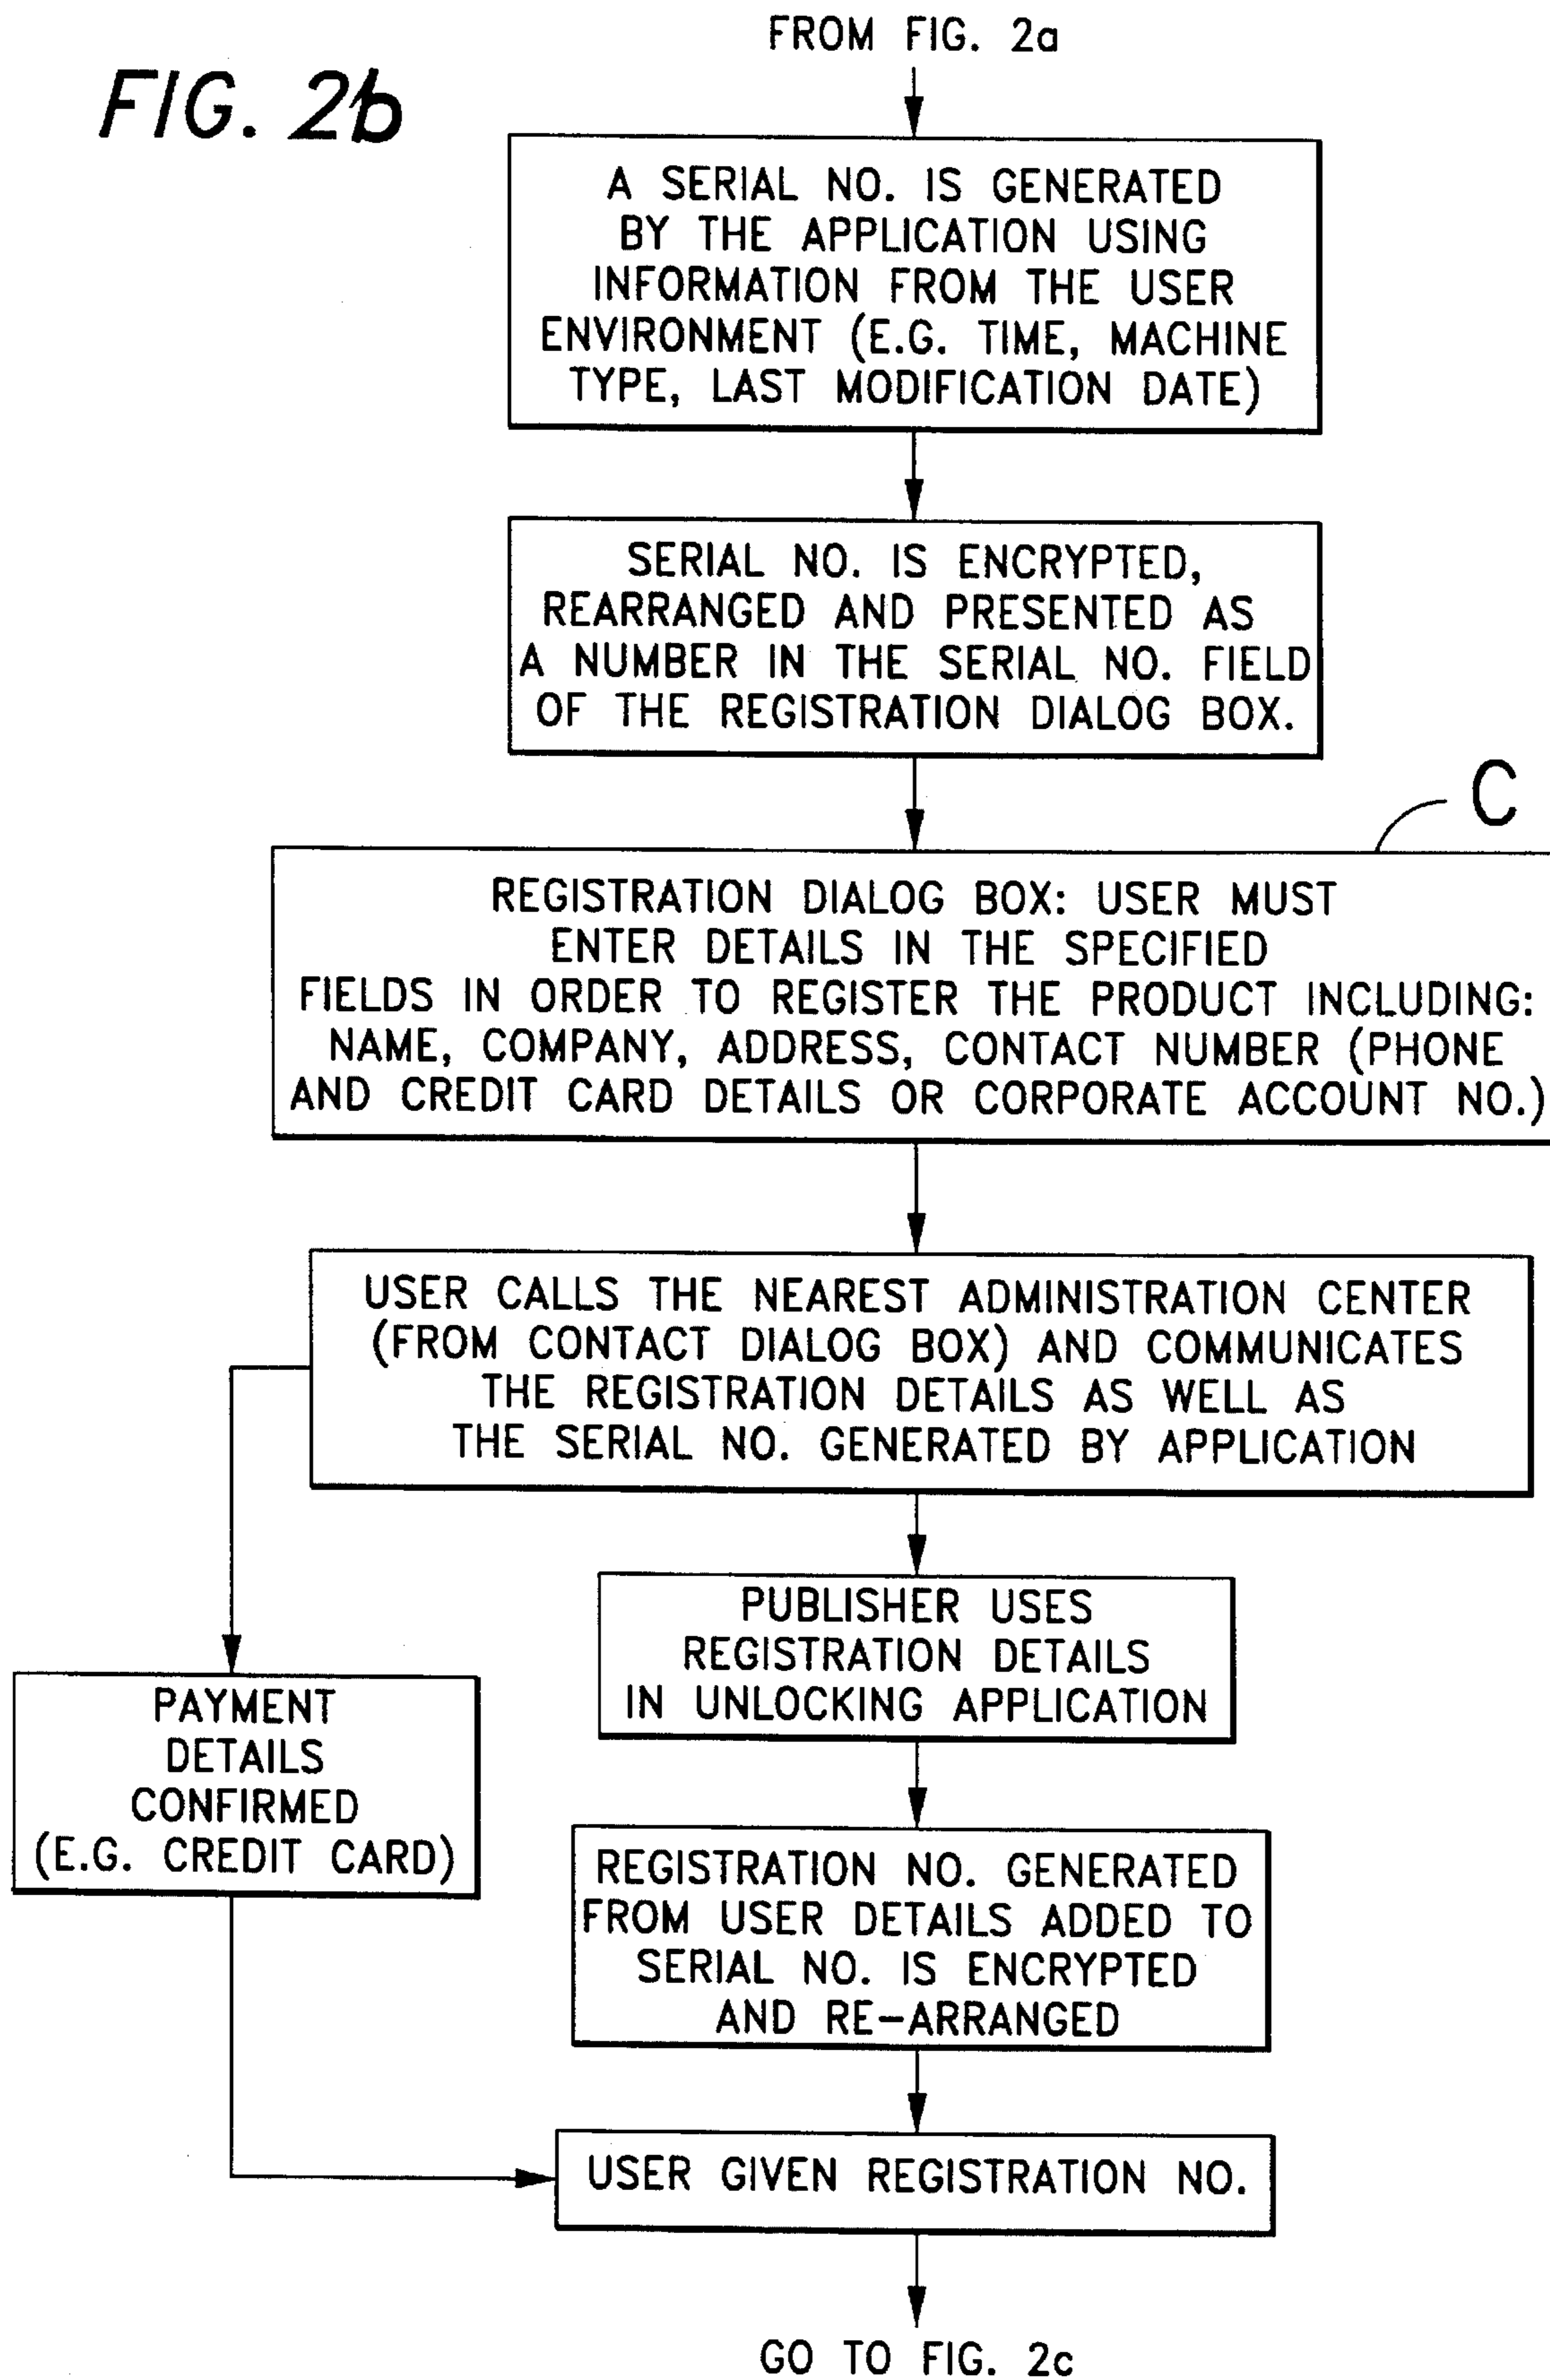 FROM FIG. 2a
FIG. 2b
A SERIAL NO. IS GENERATED
BY THE APPLICATION USING
INFORMATION FROM THE USER
ENVIRONMENT (E.G. TIME, MACHINE
TYPE, LAST MODIFICATION DATE)
SERIAL NO. IS ENCRYPTED,
REARRANGED AND PRESENTED AS
A NUMBER IN THE SERIAL NO. FIELD
OF THE REGISTRATION DIALOG BOX.
C
REGISTRATION DIALOG BOX: USER MUST
ENTER DETAILS IN THE SPECIFIED
FIELDS IN ORDER TO REGISTER THE PRODUCT INCLUDING:
NAME, COMPANY, ADDRESS, CONTACT NUMBER (PHONE
AND CREDIT CARD DETAILS OR CORPORATE ACCOUNT NO.)
USER CALLS THE NEAREST ADMINISTRATION CENTER
(FROM CONTACT DIALOG BOX) AND COMMUNICATES
THE REGISTRATION DETAILS AS WELL AS
THE SERIAL NO. GENERATED BY APPLICATION
PUBLISHER USES
REGISTRATION DETAILS
IN UNLOCKING APPLICATION
PAYMENT
DETAILS
CONFIRMED
(E.G. CREDIT CARD)
REGISTRATION NO. GENERATED
FROM USER DETAILS ADDED TO
SERIAL NO. IS ENCRYPTED
AND RE-ARRANGED
USER GIVEN REGISTRATION NO.
GO TO FIG. 2c